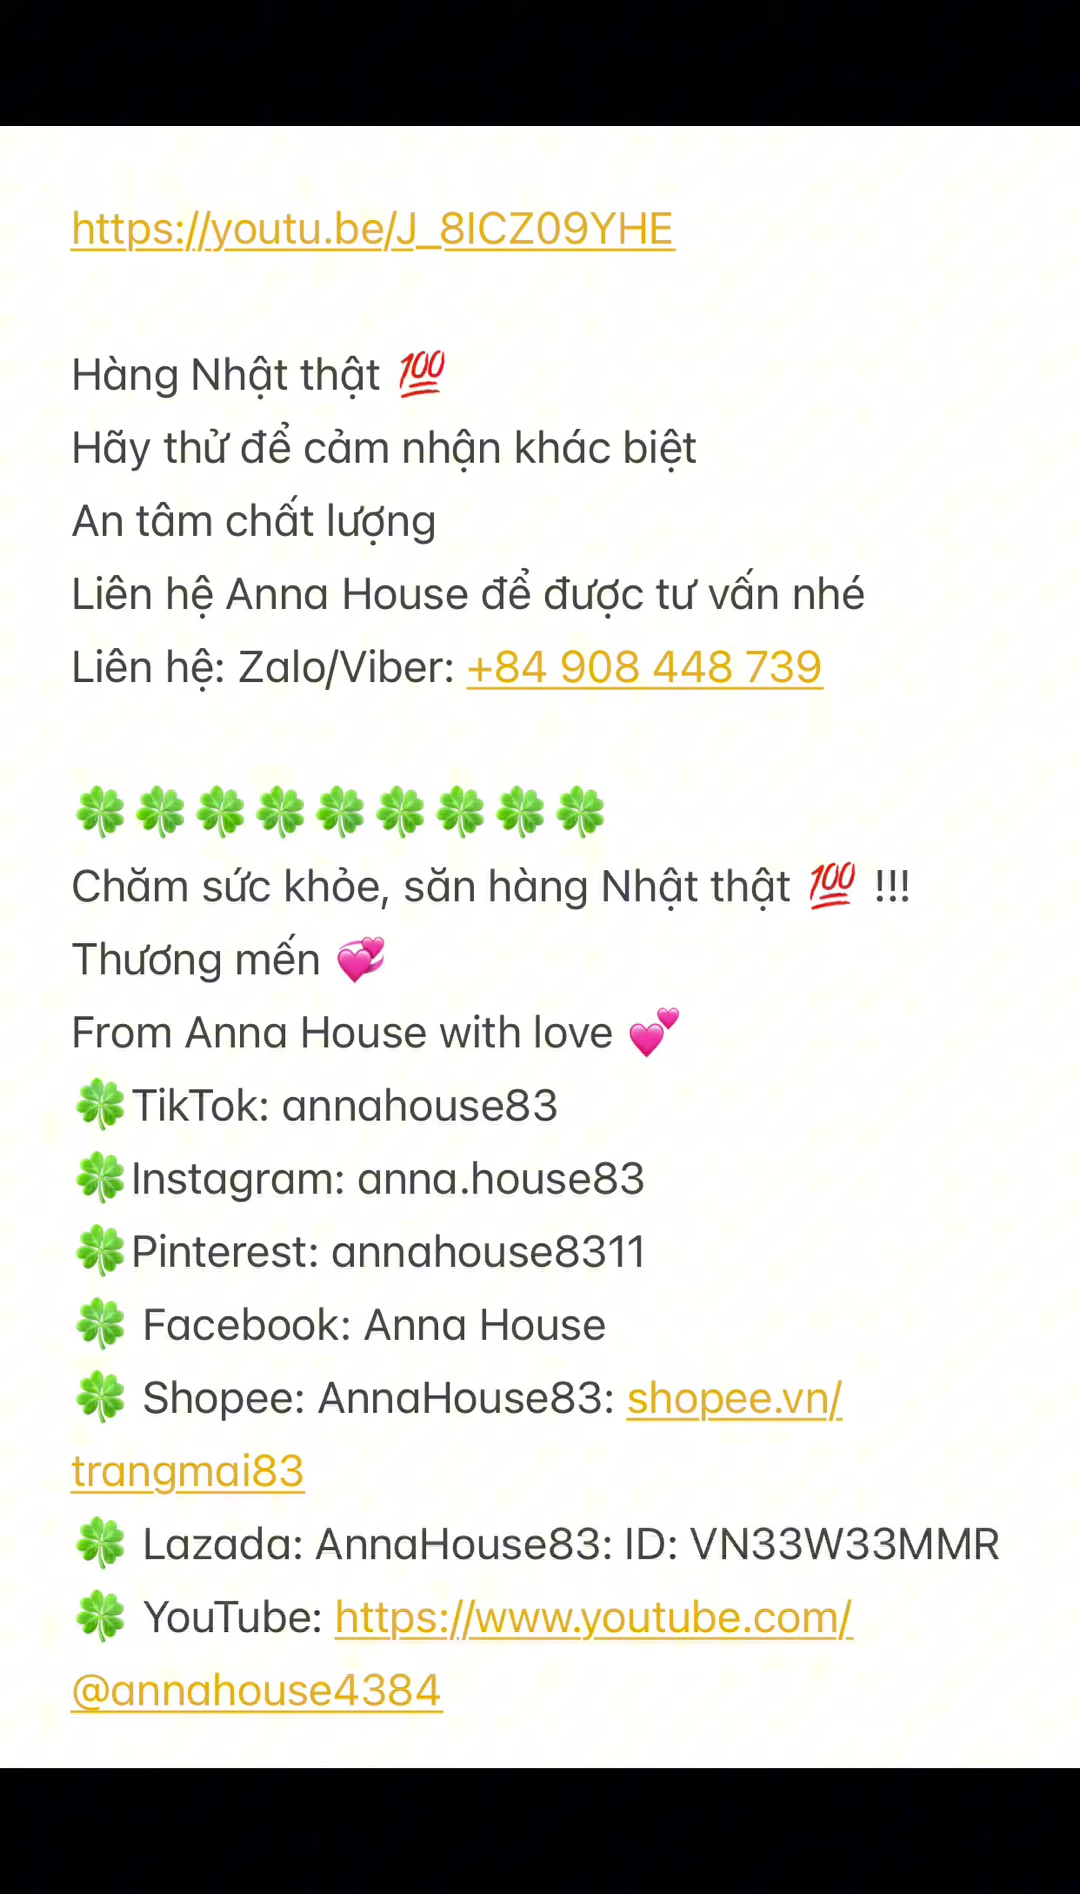 https://youtu.be/J_8ICZ09YHE
Hàng Nhật thật 💯
Hãy thử để cảm nhận khác biệt
An tâm chất lượng
Liên hệ Anna House để được tư vấn nhé
Liên hệ: Zalo/Viber: +84 908 448 739
🍀🍀🍀🍀🍀🍀🍀🍀🍀
Chăm sức khỏe, săn hàng Nhật thật 💯 !!!
Thương mến 💞
From Anna House with love 💕
🍀TikTok: annahouse83
🍀Instagram: anna.house83
🍀Pinterest: annahouse8311
🍀 Facebook: Anna House
🍀 Shopee: AnnaHouse83: shopee.vn/
trangmai83
🍀 Lazada: AnnaHouse83: ID: VN33W33MMR
🍀 YouTube: https://www.youtube.com/
@annahouse4384